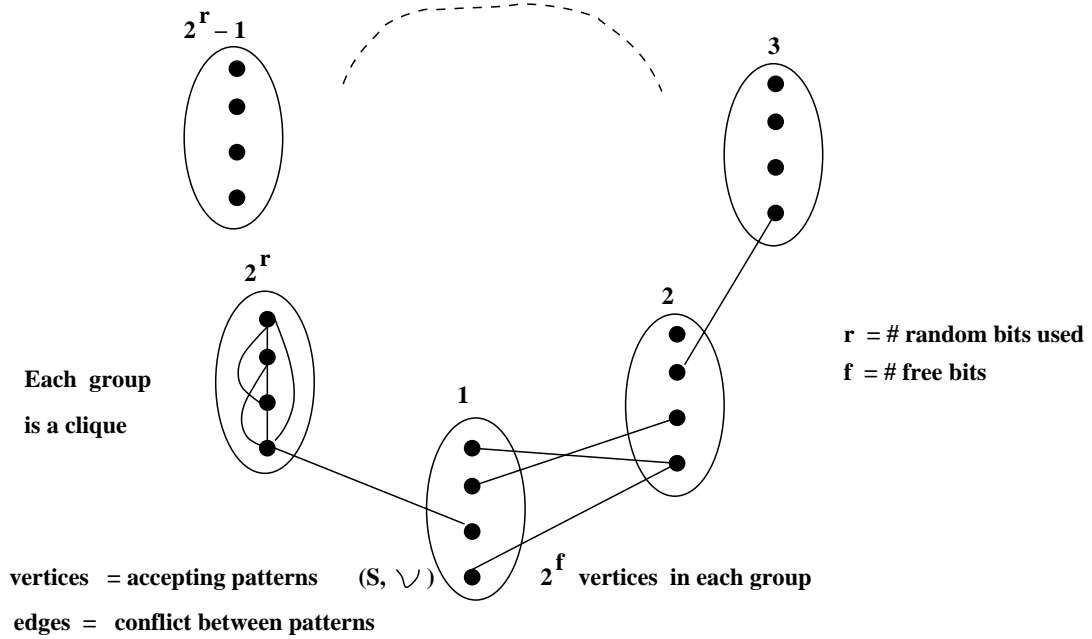 2^r – 1
3
2^r
2
r = # random bits used
f = # free bits
Each group
is a clique
1
vertices = accepting patterns (S, ν) 2^f vertices in each group
edges = conflict between patterns